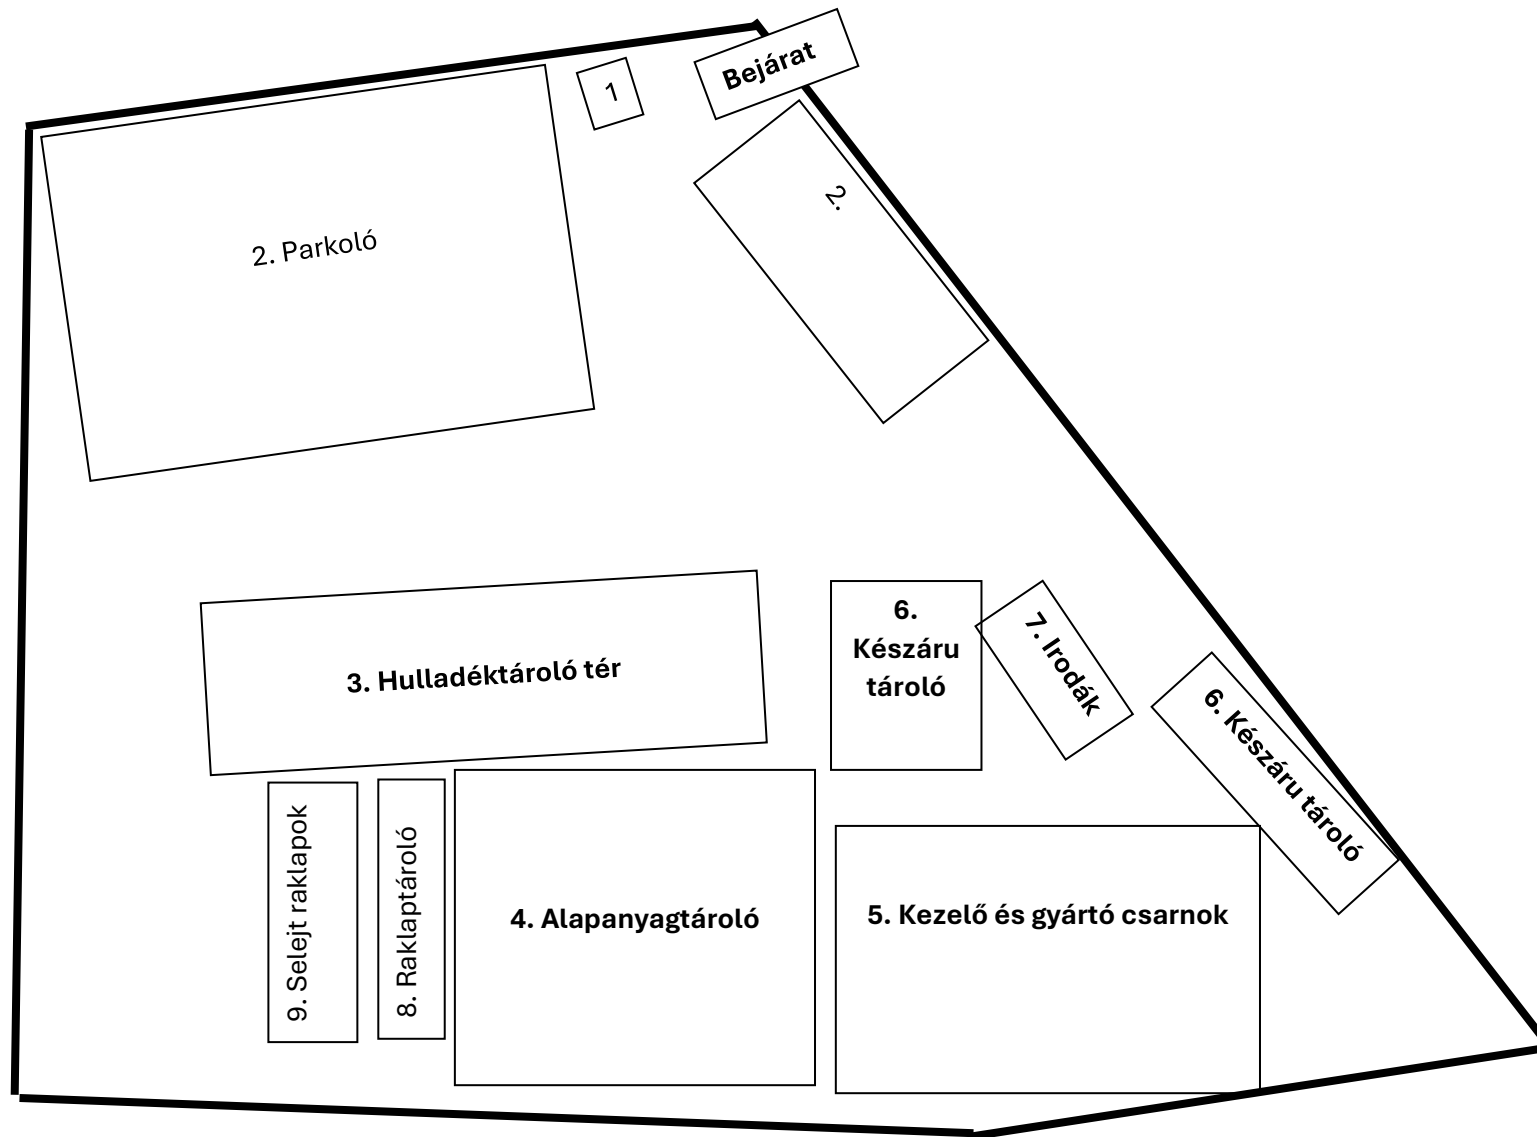 Bejárat
1
2. Parkoló
2.
3. Hulladéktároló tér
6.
Készáru
tároló
7. Irodák
6. Készáru tároló
9. Selejt raklapok
8. Raklaptároló
4. Alapanyagtároló
5. Kezelő és gyártó csarnok